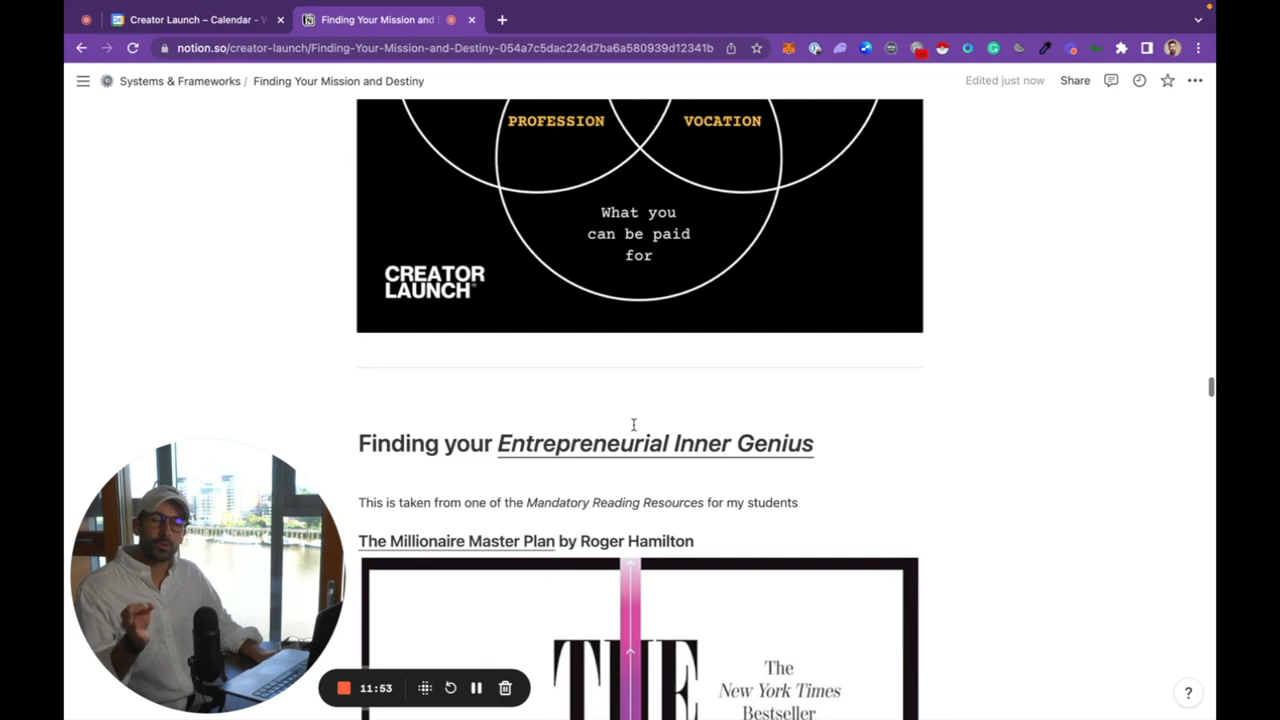 Creator Launch – Calendar -
Finding Your Mission and
notion.so/creator-launch/Finding-Your-Mission-and-Destiny-054a7c5dac224d7ba6a580939d12341b
Systems & Frameworks / Finding Your Mission and Destiny
Edited just now
Share
PROFESSION
VOCATION
What you
can be paid
for
CREATOR
LAUNCH
Finding your Entrepreneurial Inner Genius
This is taken from one of the Mandatory Reading Resources for my students
The Millionaire Master Plan by Roger Hamilton
THE
The
New York Times
Bestseller
11:53
?